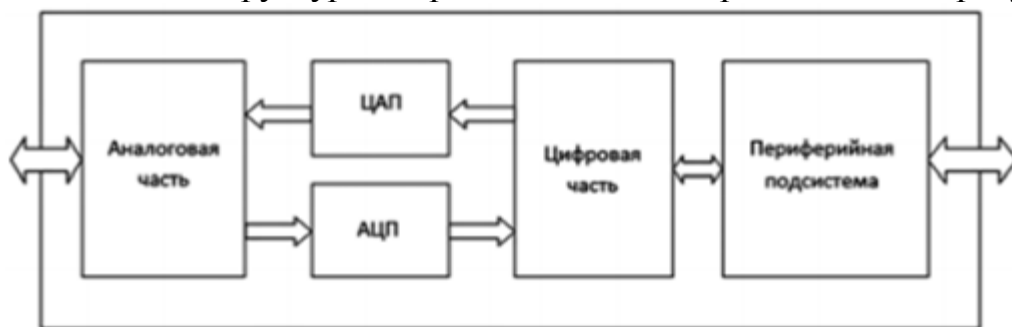 Аналоговая
часть
ЦАП
АЦП
Цифровая
часть
Периферийная
подсистема